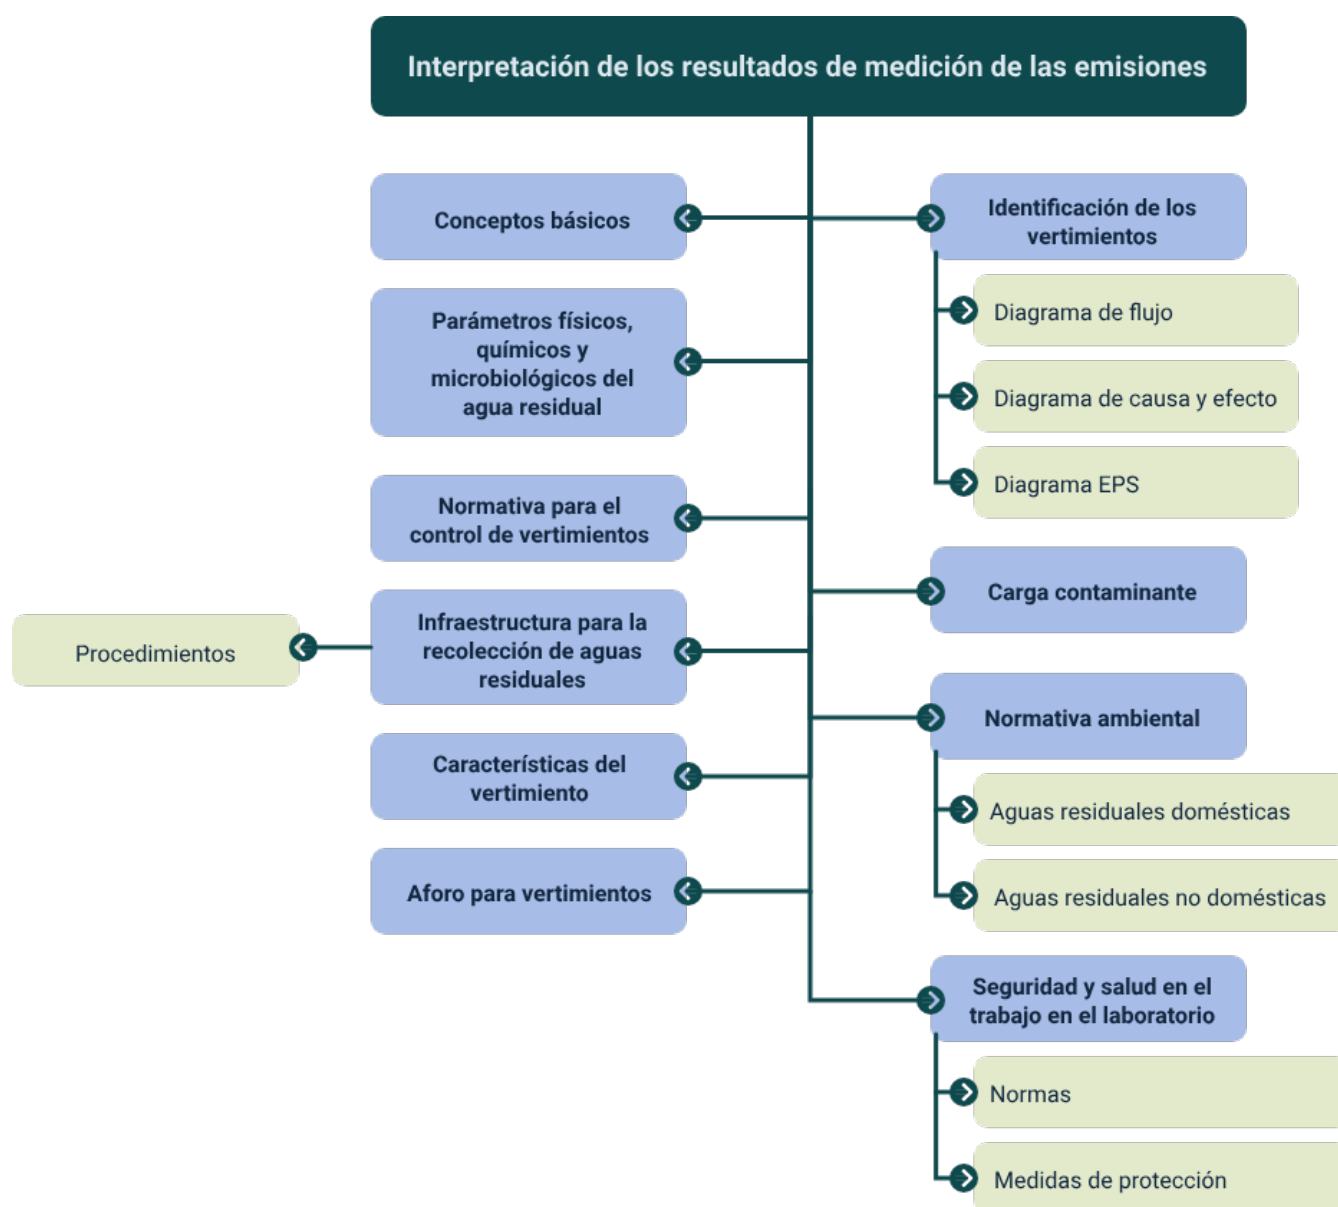 Interpretación de los resultados de medición de las emisiones
Conceptos básicos
Parámetros físicos,
químicos y
microbiológicos del
agua residual
Normativa para el
control de vertimientos
Infraestructura para la
recolección de aguas
residuales
Procedimientos
Características del
vertimiento
Aforo para vertimientos
Identificación de los
vertimientos
Diagrama de flujo
Diagrama de causa y efecto
Diagrama EPS
Carga contaminante
Normativa ambiental
Aguas residuales domésticas
Aguas residuales no domésticas
Seguridad y salud en el
trabajo en el laboratorio
Normas
Medidas de protección